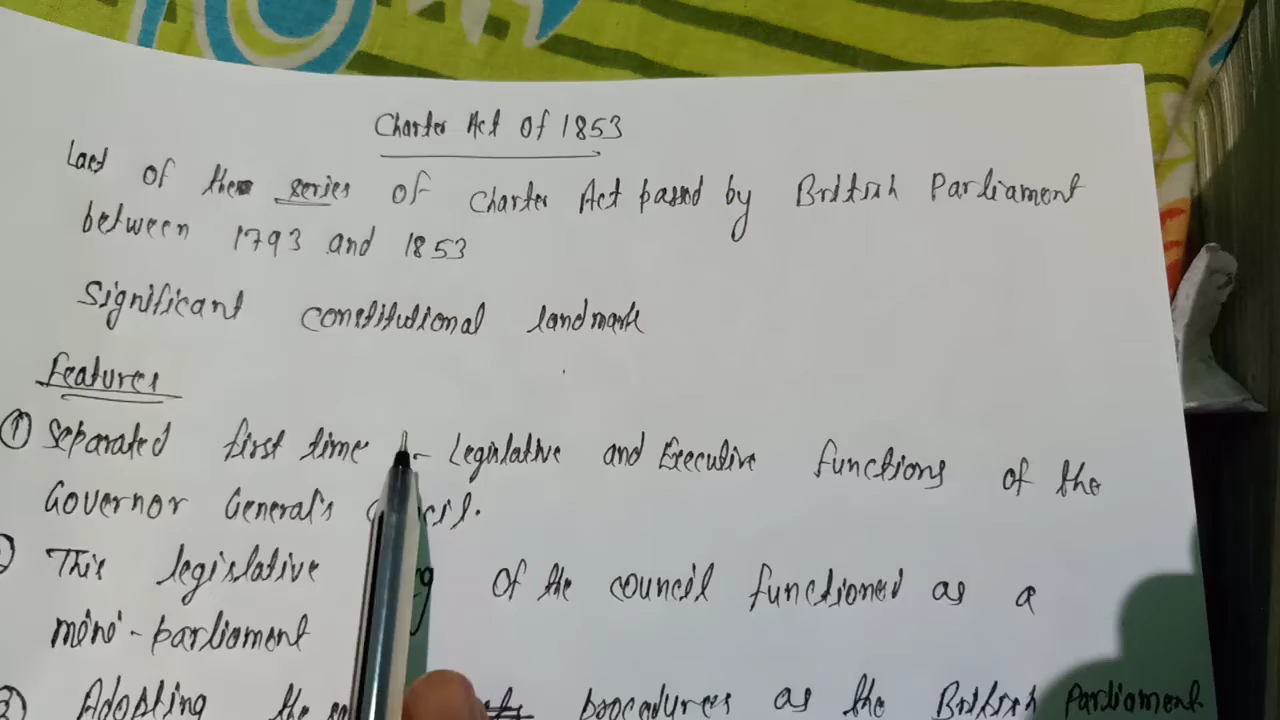 Charter Act of 1853
Last of the series of Charter Act passed by British Parliament
between 1793 and 1853
Significant constitutional landmark
Features
① Separated first time - Legislative and Executive functions of the
Governor General's
This legislative of the council functioned as a
mini-parliament
Adopting the procedures as the British Parliament